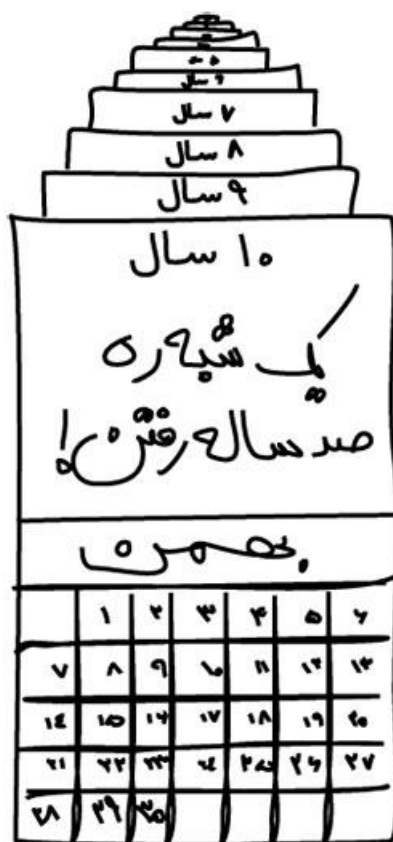 ۶ سال
۷ سال
۸ سال
۹ سال
۱۰ سال
یک شبه ره
صد ساله رفتن!
بهمن
۱ ۲ ۳ ۴ ۵ ۶
۷ ۸ ۹ ۱۰ ۱۱ ۱۲ ۱۳
۱۴ ۱۵ ۱۶ ۱۷ ۱۸ ۱۹ ۲۰
۲۱ ۲۲ ۲۳ ۲۴ ۲۵ ۲۶ ۲۷
۲۸ ۲۹ ۳۰